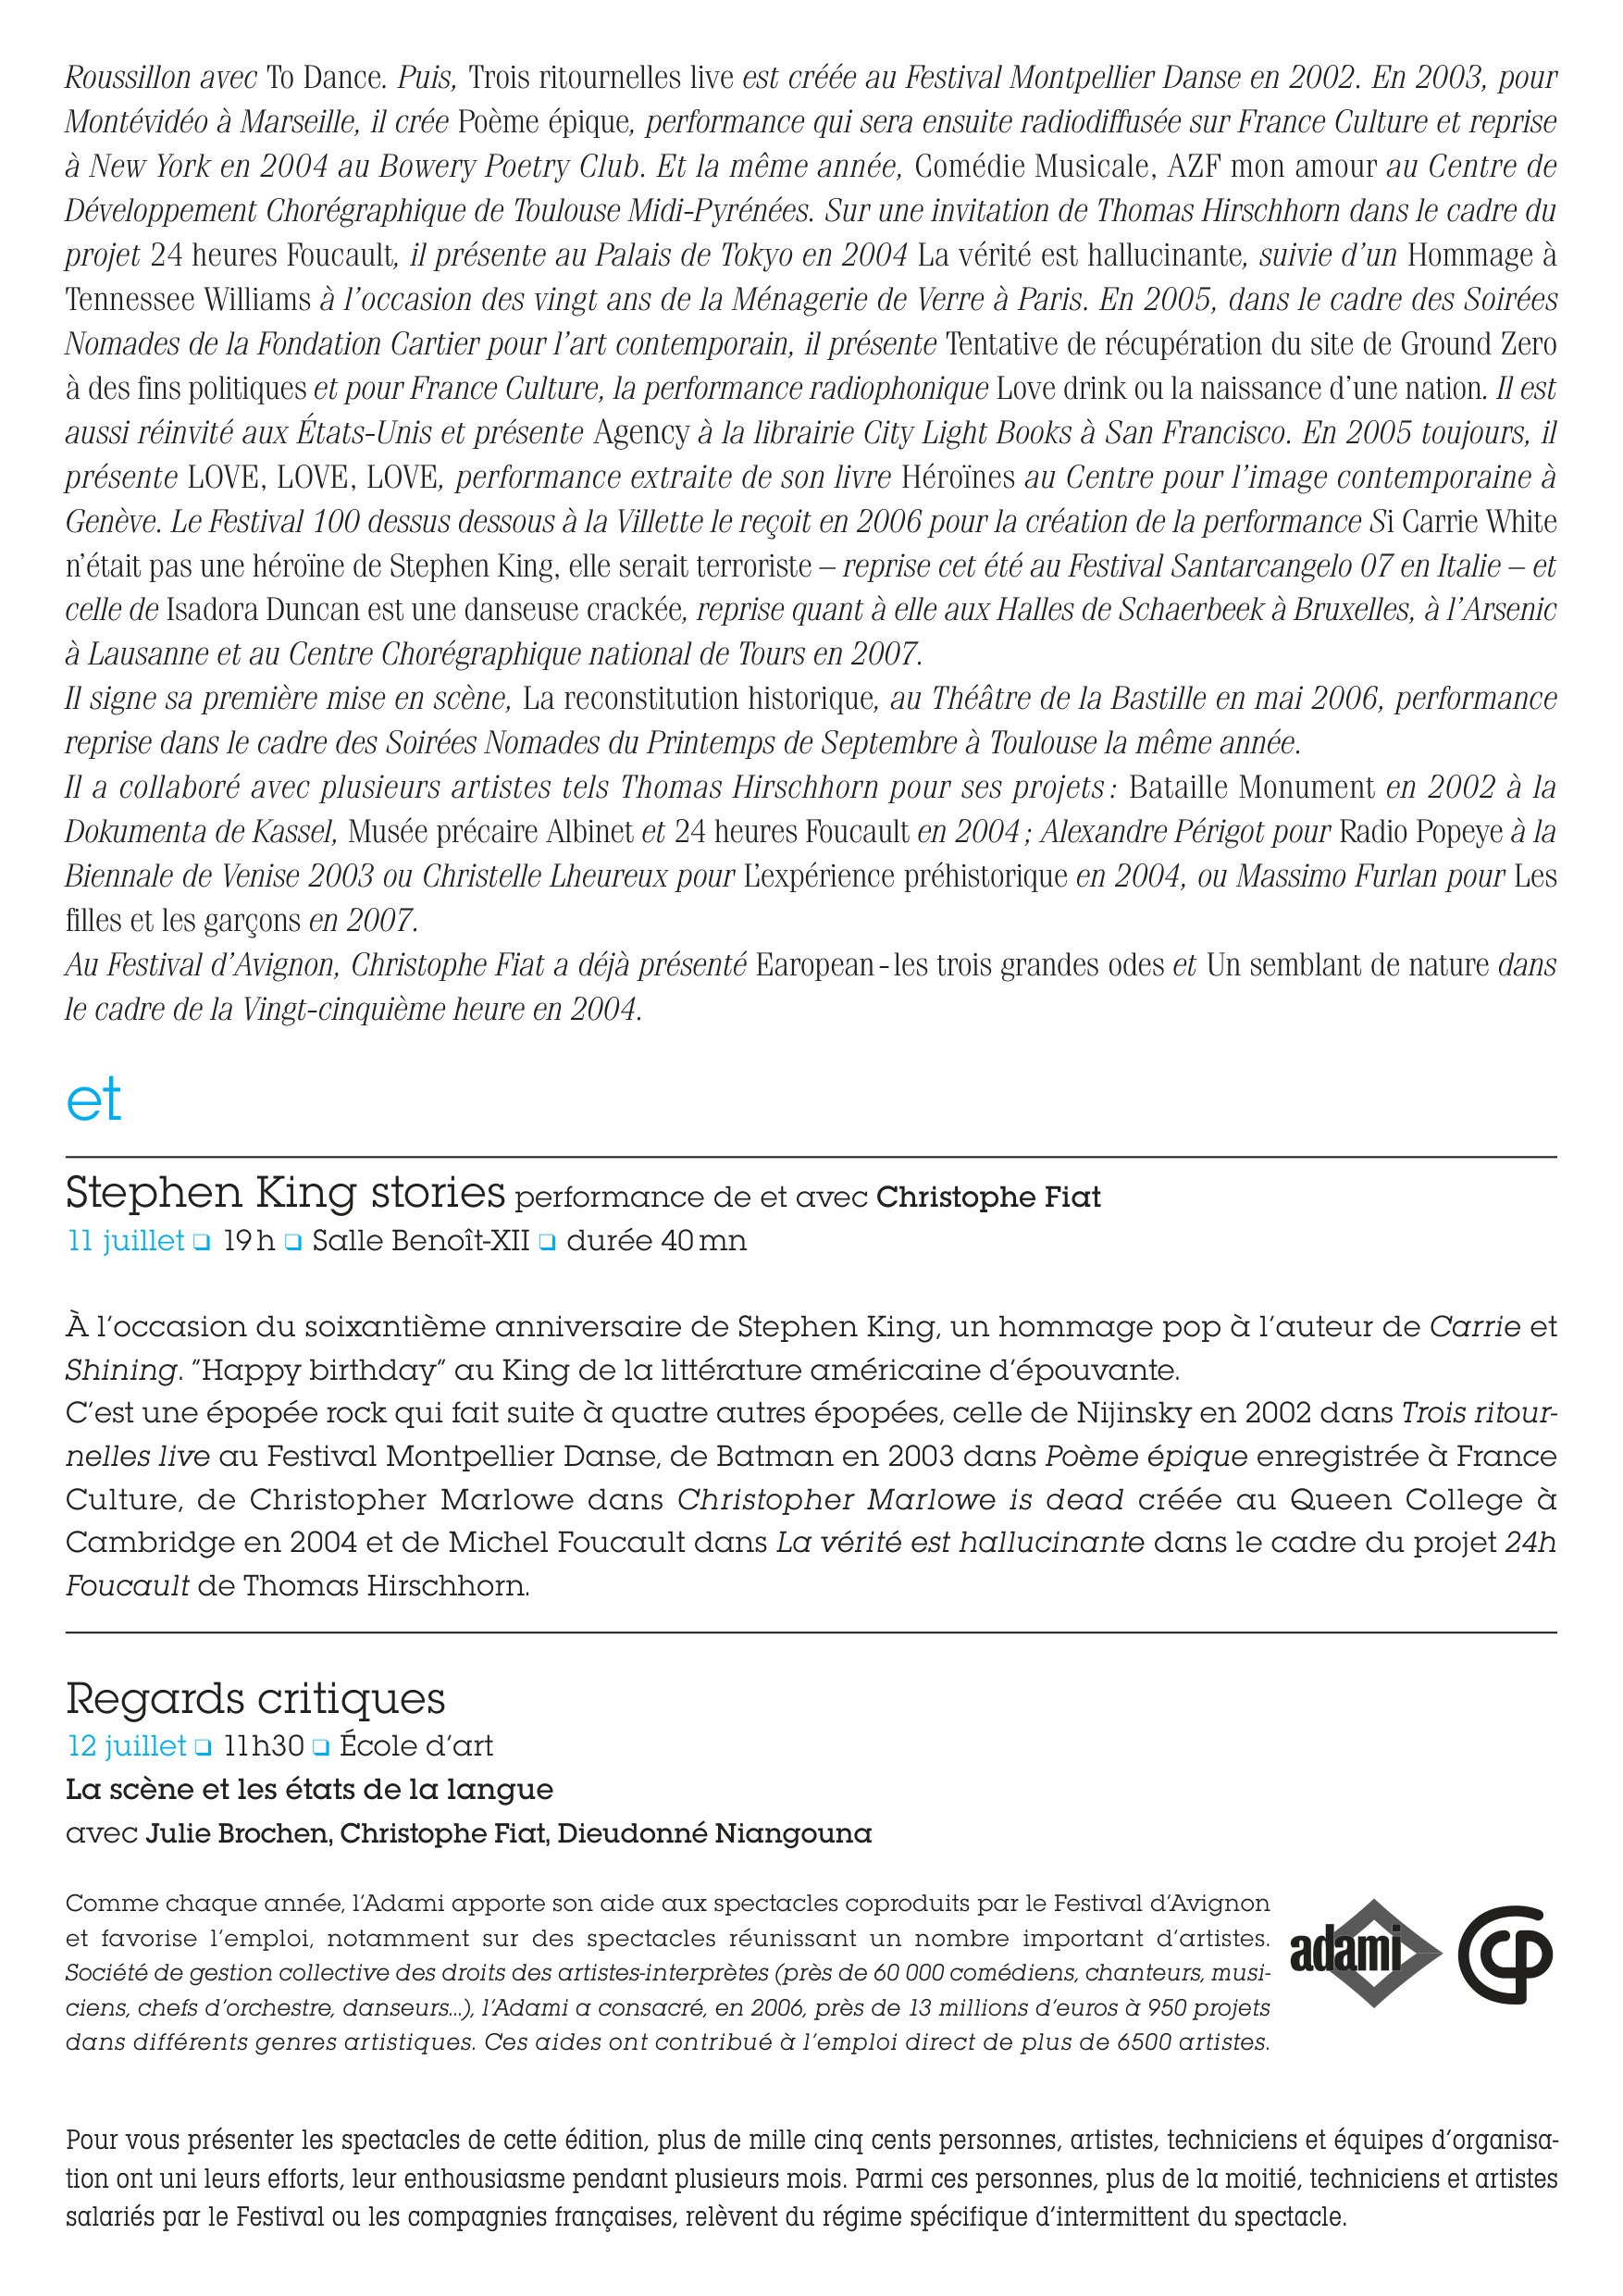 Roussillon avec To Dance. Puis, Trois ritournelles live est créée au Festival Montpellier Danse en 2002. En 2003, pour
Montévidéo à Marseille, il crée Poème épique, performance qui sera ensuite radiodiffusée sur France Culture et reprise
à New York en 2004 au Bowery Poetry Club. Et la même année, Comédie Musicale, AZF mon amour au Centre de
Développement Chorégraphique de Toulouse Midi-Pyrénées. Sur une invitation de Thomas Hirschhorn dans le cadre du
projet 24 heures Foucault, il présente au Palais de Tokyo en 2004 La vérité est hallucinante, suivie d’un Hommage à
Tennessee Williams à l’occasion des vingt ans de la Ménagerie de Verre à Paris. En 2005, dans le cadre des Soirées
Nomades de la Fondation Cartier pour l’art contemporain, il présente Tentative de récupération du site de Ground Zero
à des fins politiques et pour France Culture, la performance radiophonique Love drink ou la naissance d’une nation. Il est
aussi réinvité aux États-Unis et présente Agency à la librairie City Light Books à San Francisco. En 2005 toujours, il
présente LOVE, LOVE, LOVE, performance extraite de son livre Héroïnes au Centre pour l’image contemporaine à
Genève. Le Festival 100 dessus dessous à la Villette le reçoit en 2006 pour la création de la performance Si Carrie White
n’était pas une héroïne de Stephen King, elle serait terroriste – reprise cet été au Festival Santarcangelo 07 en Italie – et
celle de Isadora Duncan est une danseuse crackée, reprise quant à elle aux Halles de Schaerbeek à Bruxelles, à l’Arsenic
à Lausanne et au Centre Chorégraphique national de Tours en 2007.
Il signe sa première mise en scène, La reconstitution historique, au Théâtre de la Bastille en mai 2006, performance
reprise dans le cadre des Soirées Nomades du Printemps de Septembre à Toulouse la même année.
Il a collaboré avec plusieurs artistes tels Thomas Hirschhorn pour ses projets : Bataille Monument en 2002 à la
Dokumenta de Kassel, Musée précaire Albinet et 24 heures Foucault en 2004 ; Alexandre Périgot pour Radio Popeye à la
Biennale de Venise 2003 ou Christelle Lheureux pour L’expérience préhistorique en 2004, ou Massimo Furlan pour Les
filles et les garçons en 2007.
Au Festival d’Avignon, Christophe Fiat a déjà présenté Earopean - les trois grandes odes et Un semblant de nature dans
le cadre de la Vingt-cinquième heure en 2004.
et
Stephen King stories performance de et avec Christophe Fiat
11 juillet ❏ 19 h ❏ Salle Benoît-XII ❏ durée 40 mn
À l’occasion du soixantième anniversaire de Stephen King, un hommage pop à l’auteur de Carrie et
Shining. “Happy birthday” au King de la littérature américaine d’épouvante.
C’est une épopée rock qui fait suite à quatre autres épopées, celle de Nijinsky en 2002 dans Trois ritour-
nelles live au Festival Montpellier Danse, de Batman en 2003 dans Poème épique enregistrée à France
Culture, de Christopher Marlowe dans Christopher Marlowe is dead créée au Queen College à
Cambridge en 2004 et de Michel Foucault dans La vérité est hallucinante dans le cadre du projet 24h
Foucault de Thomas Hirschhorn.
Regards critiques
12 juillet ❏ 11h30 ❏ École d’art
La scène et les états de la langue
avec Julie Brochen, Christophe Fiat, Dieudonné Niangouna
Comme chaque année, l’Adami apporte son aide aux spectacles coproduits par le Festival d’Avignon
et favorise l’emploi, notamment sur des spectacles réunissant un nombre important d’artistes.
Société de gestion collective des droits des artistes-interprètes (près de 60 000 comédiens, chanteurs, musi-
ciens, chefs d’orchestre, danseurs...), l’Adami a consacré, en 2006, près de 13 millions d’euros à 950 projets
dans différents genres artistiques. Ces aides ont contribué à l’emploi direct de plus de 6500 artistes.
adami
Pour vous présenter les spectacles de cette édition, plus de mille cinq cents personnes, artistes, techniciens et équipes d’organisa-
tion ont uni leurs efforts, leur enthousiasme pendant plusieurs mois. Parmi ces personnes, plus de la moitié, techniciens et artistes
salariés par le Festival ou les compagnies françaises, relèvent du régime spécifique d’intermittent du spectacle.